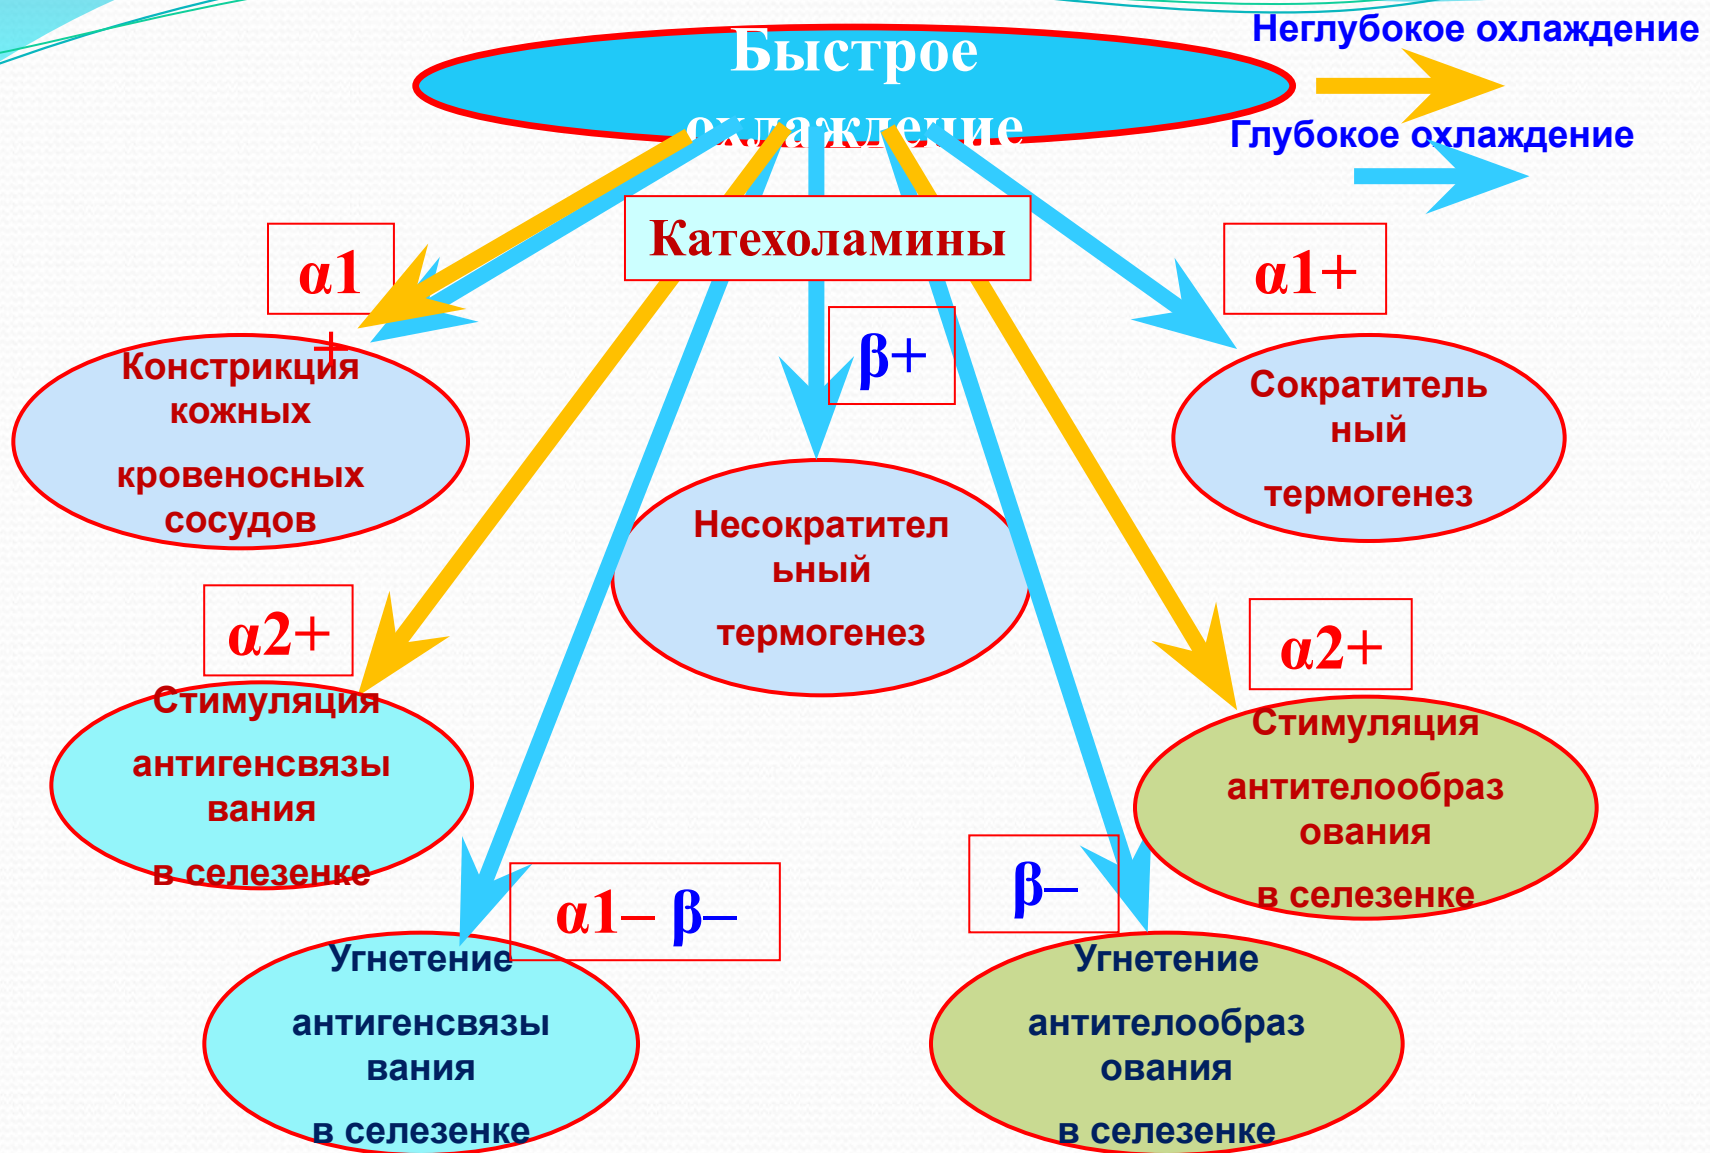 Быстрое
охлаждение
Неглубокое охлаждение
Глубокое охлаждение
Катехоламины
α1
+
α1+
β+
Констрикция
кожных
кровеносных
сосудов
Сократитель
ный
термогенез
Несократител
ьный
термогенез
α2+
α2+
Стимуляция
антигенсвязы
вания
в селезенке
Стимуляция
антителообраз
ования
в селезенке
α1– β–
β–
Угнетение
антигенсвязы
вания
в селезенке
Угнетение
антителообраз
ования
в селезенке